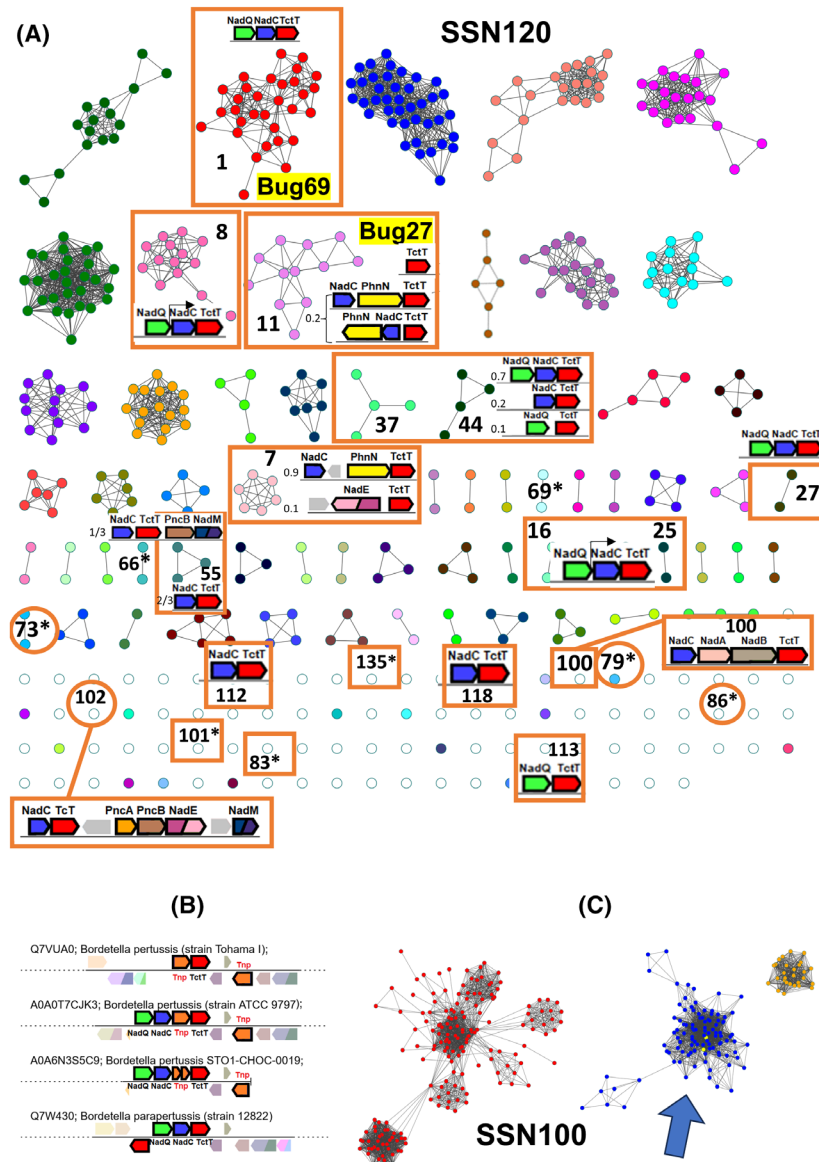 (A)
NadQ NadC TctT
SSN120
1
Bug69
8
NadQ NadC TctT
Bug27
TctT
NadC PhnN TctT
0.2
PhnN NadC TctT
11
37
44
NadQ NadC TctT
0.7
NadC TctT
0.2
NadQ TctT
0.1
7
NadC PhnN TctT
0.9
NadE TctT
0.1
69*
NadQ NadC TctT
27
NadC TctT PncB NadM
1/3
66*
55
NadC TctT
2/3
16
25
NadQ NadC TctT
73*
NadC TctT
112
135*
NadC TctT
118
100
79*
100
NadC NadA NadB TctT
102
86*
101*
83*
113
NadQ TctT
NadC TcT PncA PncB NadE NadM
(B)
Q7VUA0; Bordetella pertussis (strain Tohama I);
Tnp
Tnp TctT
A0A0T7CJK3; Bordetella pertussis (strain ATCC 9797);
Tnp
NadQ NadC Tnp TctT
A0A6N3S5C9; Bordetella pertussis STO1-CHOC-0019;
Tnp
NadQ NadC Tnp TctT
Q7W430; Bordetella parapertussis (strain 12822)
NadQ NadC TctT
(C)
SSN100